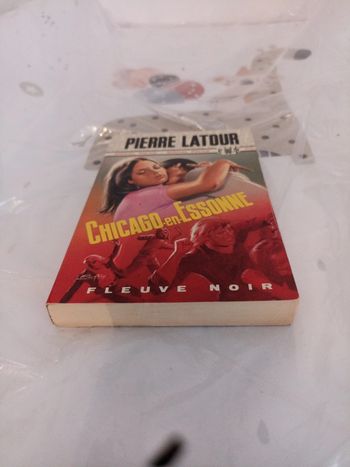 PIERRE LATOUR
CHICAGO-EN-ESSONNE
FLEUVE NOIR